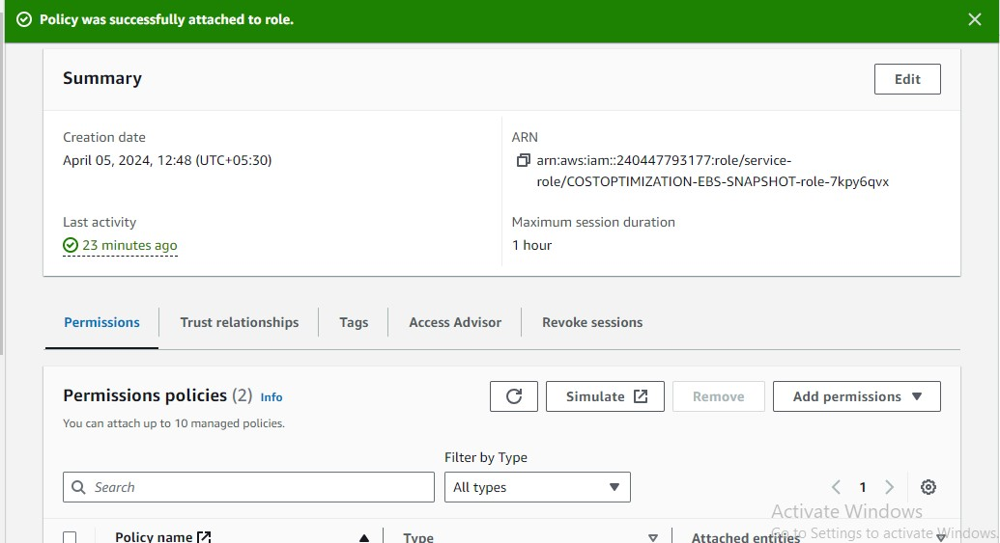 Policy was successfully attached to role.
Summary
Edit
Creation date
April 05, 2024, 12:48 (UTC+05:30)
ARN
arn:aws:iam::240447793177:role/service-
role/COSTOPTIMIZATION-EBS-SNAPSHOT-role-7kpy6qvx
Last activity
23 minutes ago
Maximum session duration
1 hour
Permissions
Trust relationships
Tags
Access Advisor
Revoke sessions
Permissions policies (2) Info
Simulate
Remove
Add permissions
You can attach up to 10 managed policies.
Filter by Type
Search
All types
1
Activate Windows
Go to Settings to activate Windows.
Policy name
Type
Attached entities